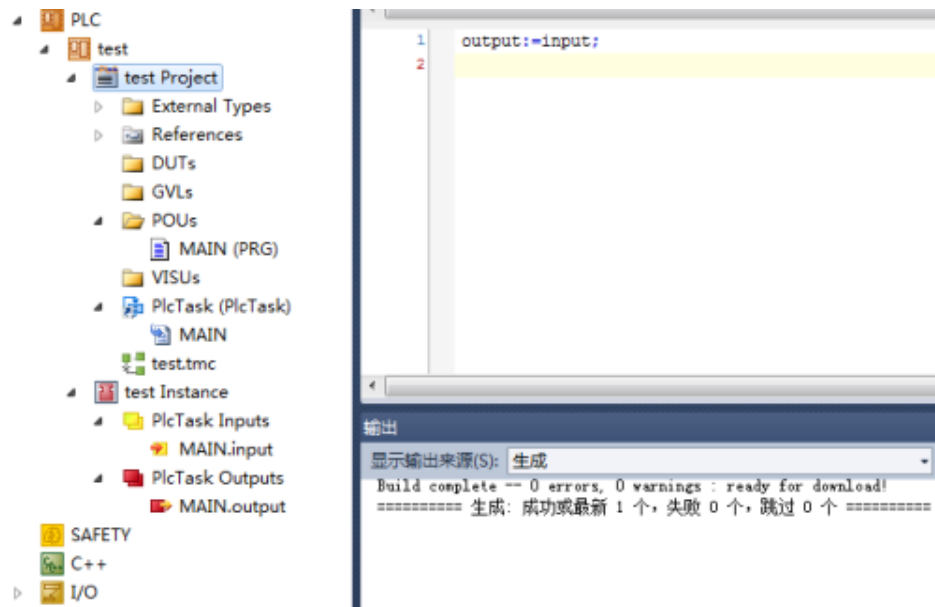 PLC
test
test Project
External Types
References
DUTs
GVLs
POUs
MAIN (PRG)
VISUs
PlcTask (PlcTask)
MAIN
test.tmc
test Instance
PlcTask Inputs
MAIN.input
PlcTask Outputs
MAIN.output
SAFETY
C++
I/O
1 output:=input;
2
输出
显示输出来源(S): 生成
Build complete -- 0 errors, 0 warnings : ready for download!
========== 生成: 成功或最新 1 个，失败 0 个，跳过 0 个 ==========